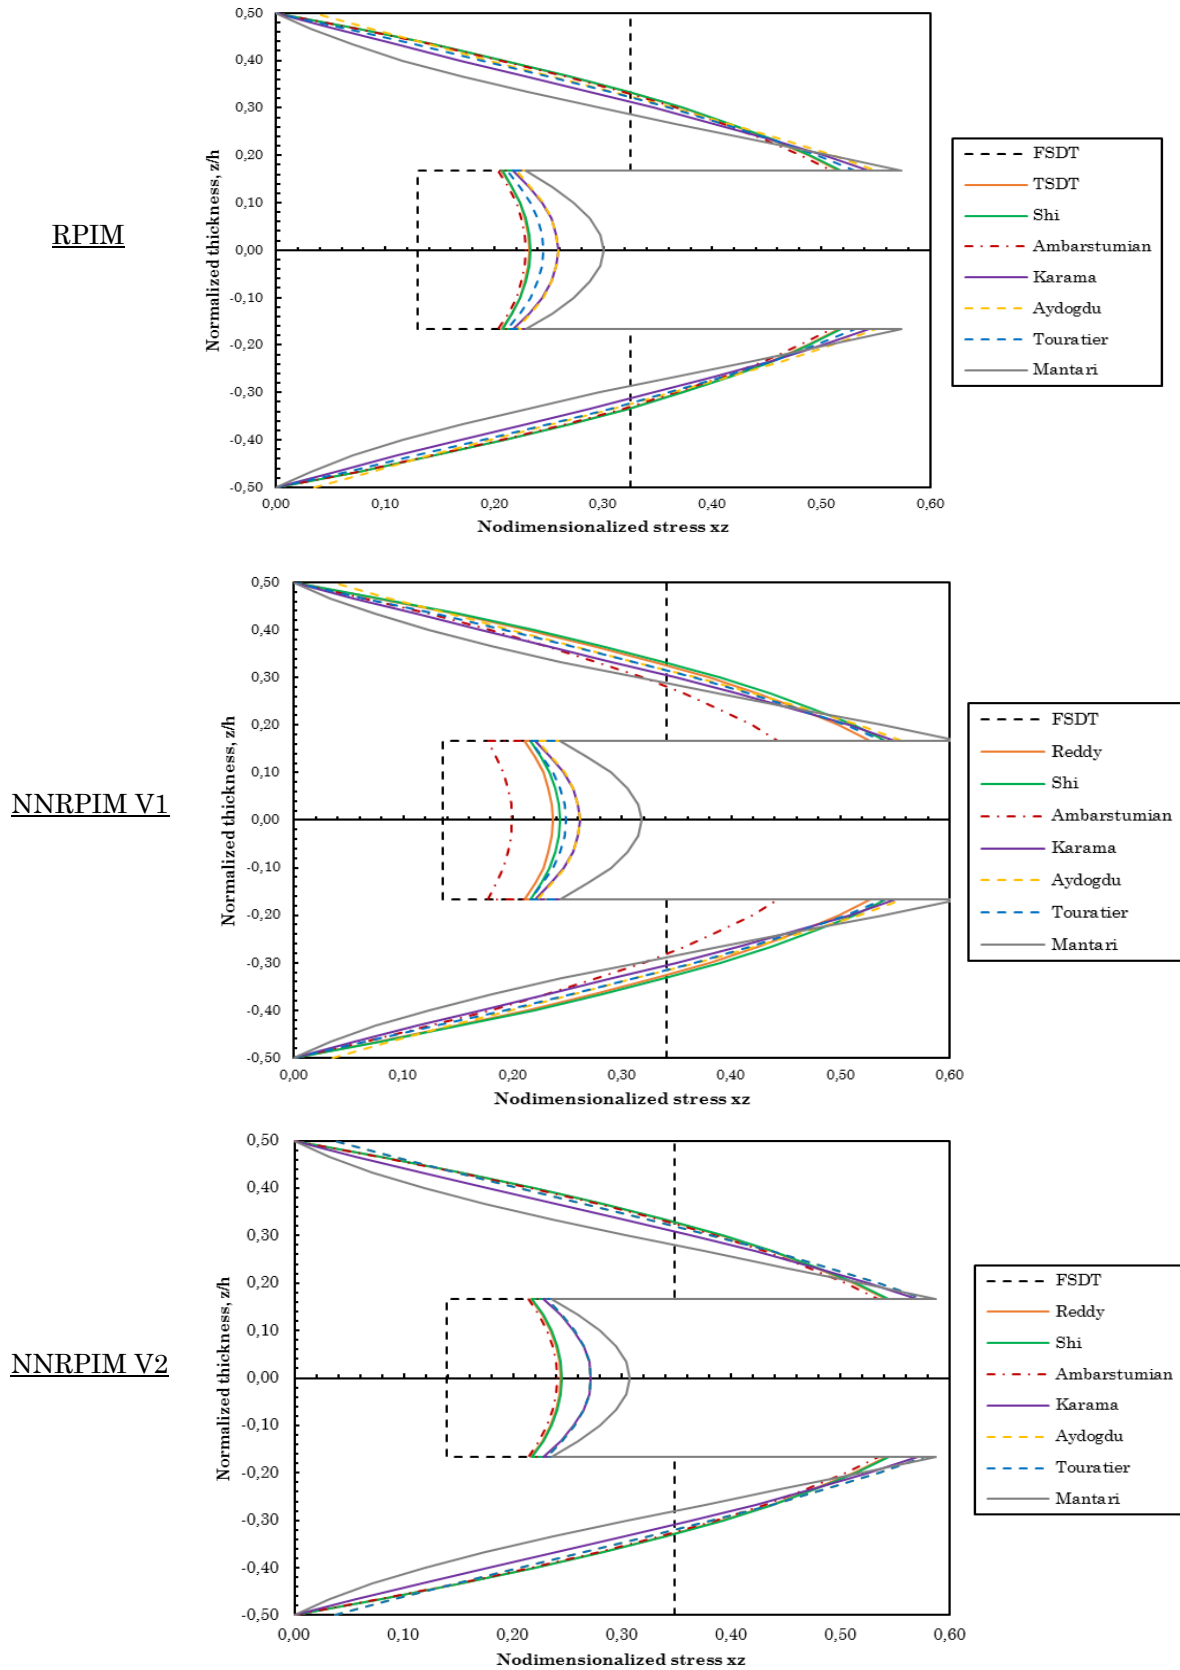 RPIM
Normalized thickness, z/h
0,50
0,40
0,30
0,20
0,10
0,00
-0,10
-0,20
-0,30
-0,40
-0,50
0,00 0,10 0,20 0,30 0,40 0,50 0,60
Nodimensionalized stress xz
FSDT
TSDT
Shi
Ambarstumian
Karama
Aydogdu
Touratier
Mantari
NNRPIM V1
Normalized thickness, z/h
0,50
0,40
0,30
0,20
0,10
0,00
-0,10
-0,20
-0,30
-0,40
-0,50
0,00 0,10 0,20 0,30 0,40 0,50 0,60
Nodimensionalized stress xz
FSDT
Reddy
Shi
Ambarstumian
Karama
Aydogdu
Touratier
Mantari
NNRPIM V2
Normalized thickness, z/h
0,50
0,40
0,30
0,20
0,10
0,00
-0,10
-0,20
-0,30
-0,40
-0,50
0,00 0,10 0,20 0,30 0,40 0,50 0,60
Nodimensionalized stress xz
FSDT
Reddy
Shi
Ambarstumian
Karama
Aydogdu
Touratier
Mantari